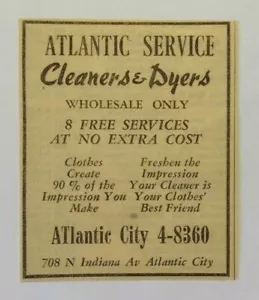 ATLANTIC SERVICE
Cleaners & Dyers
WHOLESALE ONLY
8 FREE SERVICES
AT NO EXTRA COST
Clothes
Create
90 % of the
Impression You
Make
Freshen the
Impression
Your Cleaner is
Your Clothes'
Best Friend
ATlantic City 4-8360
708 N Indiana Av Atlantic City